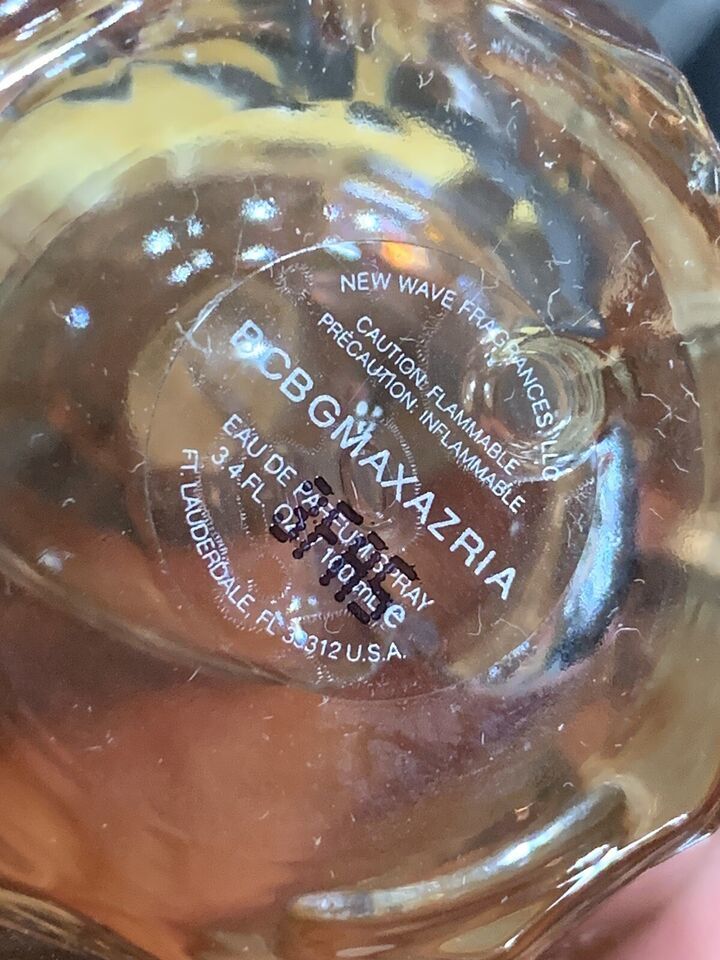 NEW WAVE FRAGRANCES LLC
CAUTION: FLAMMABLE
PRÉCAUTION: INFLAMMABLE
BCBGMAXAZRIA
EAU DE PARFUM SPRAY
3.4 FL. OZ. / 100 mL e
FT. LAUDERDALE, FL 33312 U.S.A.